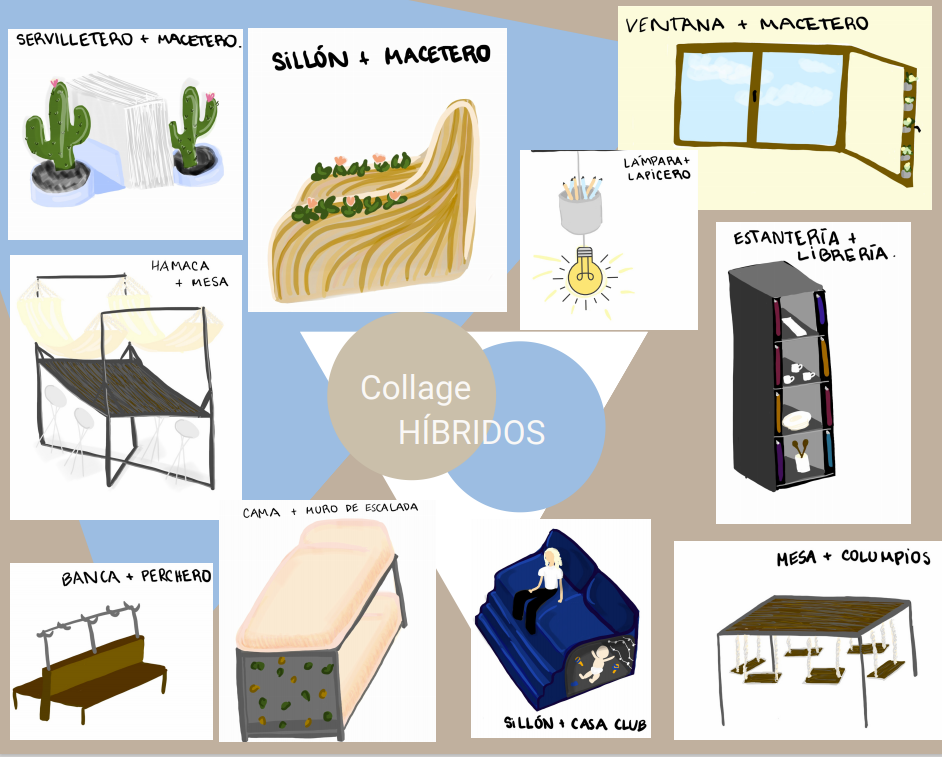 SERVILLETERO + MACETERO.
SiLLÓN + MACETERO
VENTANA + MACETERO
LÁMPARA +
LAPICERO
HAMACA
+ MESA
ESTANTERÍA +
LiBRERÍA.
Collage
HÍBRIDOS
CAMA + MURO DE ESCALADA
BANCA + PERCHERO
SiLLÓN + CASA CLUB
MESA + COLUMPiOS